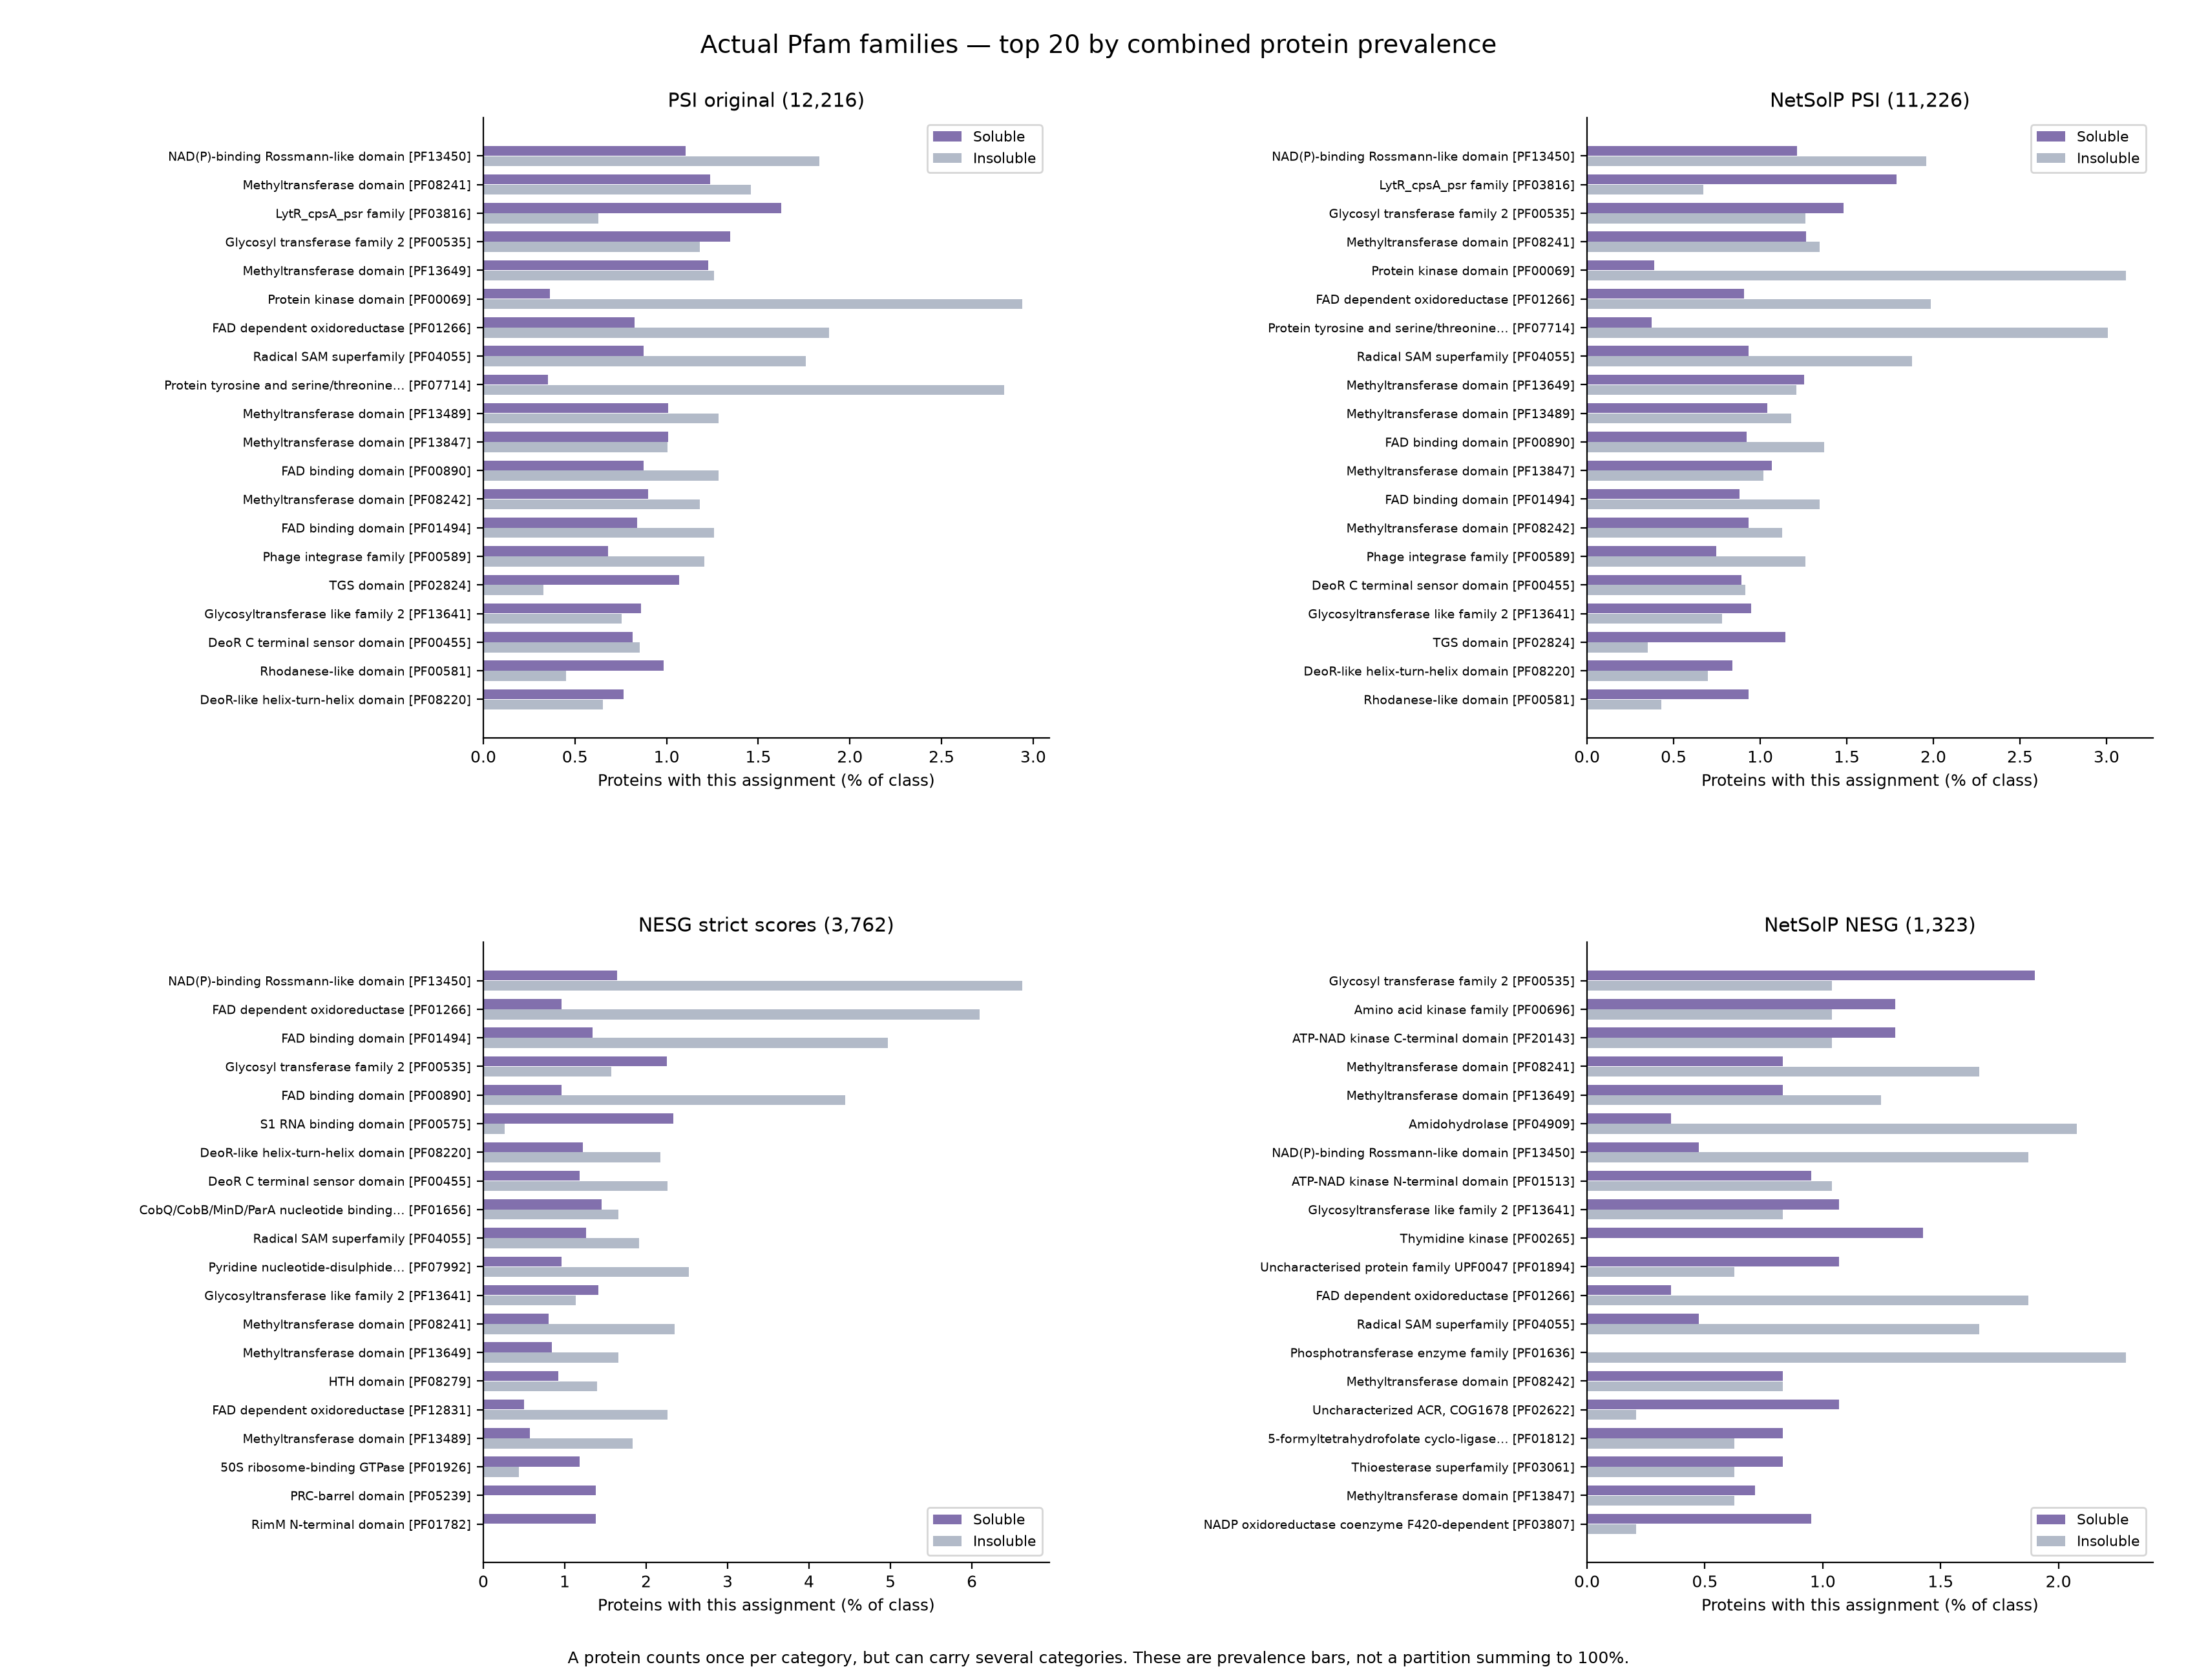 Actual Pfam families — top 20 by combined protein prevalence
PSI original (12,216)
Soluble
Insoluble
NAD(P)-binding Rossmann-like domain [PF13450]
Methyltransferase domain [PF08241]
LytR_cpsA_psr family [PF03816]
Glycosyl transferase family 2 [PF00535]
Methyltransferase domain [PF13649]
Protein kinase domain [PF00069]
FAD dependent oxidoreductase [PF01266]
Radical SAM superfamily [PF04055]
Protein tyrosine and serine/threonine… [PF07714]
Methyltransferase domain [PF13489]
Methyltransferase domain [PF13847]
FAD binding domain [PF00890]
Methyltransferase domain [PF08242]
FAD binding domain [PF01494]
Phage integrase family [PF00589]
TGS domain [PF02824]
Glycosyltransferase like family 2 [PF13641]
DeoR C terminal sensor domain [PF00455]
Rhodanese-like domain [PF00581]
DeoR-like helix-turn-helix domain [PF08220]
0.0 0.5 1.0 1.5 2.0 2.5 3.0
Proteins with this assignment (% of class)
NetSolP PSI (11,226)
Soluble
Insoluble
NAD(P)-binding Rossmann-like domain [PF13450]
LytR_cpsA_psr family [PF03816]
Glycosyl transferase family 2 [PF00535]
Methyltransferase domain [PF08241]
Protein kinase domain [PF00069]
FAD dependent oxidoreductase [PF01266]
Protein tyrosine and serine/threonine… [PF07714]
Radical SAM superfamily [PF04055]
Methyltransferase domain [PF13649]
Methyltransferase domain [PF13489]
FAD binding domain [PF00890]
Methyltransferase domain [PF13847]
FAD binding domain [PF01494]
Methyltransferase domain [PF08242]
Phage integrase family [PF00589]
DeoR C terminal sensor domain [PF00455]
Glycosyltransferase like family 2 [PF13641]
TGS domain [PF02824]
DeoR-like helix-turn-helix domain [PF08220]
Rhodanese-like domain [PF00581]
0.0 0.5 1.0 1.5 2.0 2.5 3.0
Proteins with this assignment (% of class)
NESG strict scores (3,762)
NAD(P)-binding Rossmann-like domain [PF13450]
FAD dependent oxidoreductase [PF01266]
FAD binding domain [PF01494]
Glycosyl transferase family 2 [PF00535]
FAD binding domain [PF00890]
S1 RNA binding domain [PF00575]
DeoR-like helix-turn-helix domain [PF08220]
DeoR C terminal sensor domain [PF00455]
CobQ/CobB/MinD/ParA nucleotide binding… [PF01656]
Radical SAM superfamily [PF04055]
Pyridine nucleotide-disulphide… [PF07992]
Glycosyltransferase like family 2 [PF13641]
Methyltransferase domain [PF08241]
Methyltransferase domain [PF13649]
HTH domain [PF08279]
FAD dependent oxidoreductase [PF12831]
Methyltransferase domain [PF13489]
50S ribosome-binding GTPase [PF01926]
PRC-barrel domain [PF05239]
RimM N-terminal domain [PF01782]
Soluble
Insoluble
0 1 2 3 4 5 6
Proteins with this assignment (% of class)
NetSolP NESG (1,323)
Glycosyl transferase family 2 [PF00535]
Amino acid kinase family [PF00696]
ATP-NAD kinase C-terminal domain [PF20143]
Methyltransferase domain [PF08241]
Methyltransferase domain [PF13649]
Amidohydrolase [PF04909]
NAD(P)-binding Rossmann-like domain [PF13450]
ATP-NAD kinase N-terminal domain [PF01513]
Glycosyltransferase like family 2 [PF13641]
Thymidine kinase [PF00265]
Uncharacterised protein family UPF0047 [PF01894]
FAD dependent oxidoreductase [PF01266]
Radical SAM superfamily [PF04055]
Phosphotransferase enzyme family [PF01636]
Methyltransferase domain [PF08242]
Uncharacterized ACR, COG1678 [PF02622]
5-formyltetrahydrofolate cyclo-ligase… [PF01812]
Thioesterase superfamily [PF03061]
Methyltransferase domain [PF13847]
NADP oxidoreductase coenzyme F420-dependent [PF03807]
Soluble
Insoluble
0.0 0.5 1.0 1.5 2.0
Proteins with this assignment (% of class)
A protein counts once per category, but can carry several categories. These are prevalence bars, not a partition summing to 100%.